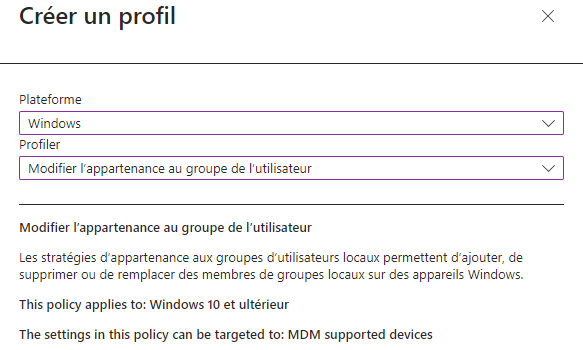 Créer un profil
Plateforme
Windows
Profiler
Modifier l’appartenance au groupe de l’utilisateur
Modifier l’appartenance au groupe de l’utilisateur
Les stratégies d’appartenance aux groupes d’utilisateurs locaux permettent d’ajouter, de
supprimer ou de remplacer des membres de groupes locaux sur des appareils Windows.
This policy applies to: Windows 10 et ultérieur
The settings in this policy can be targeted to: MDM supported devices